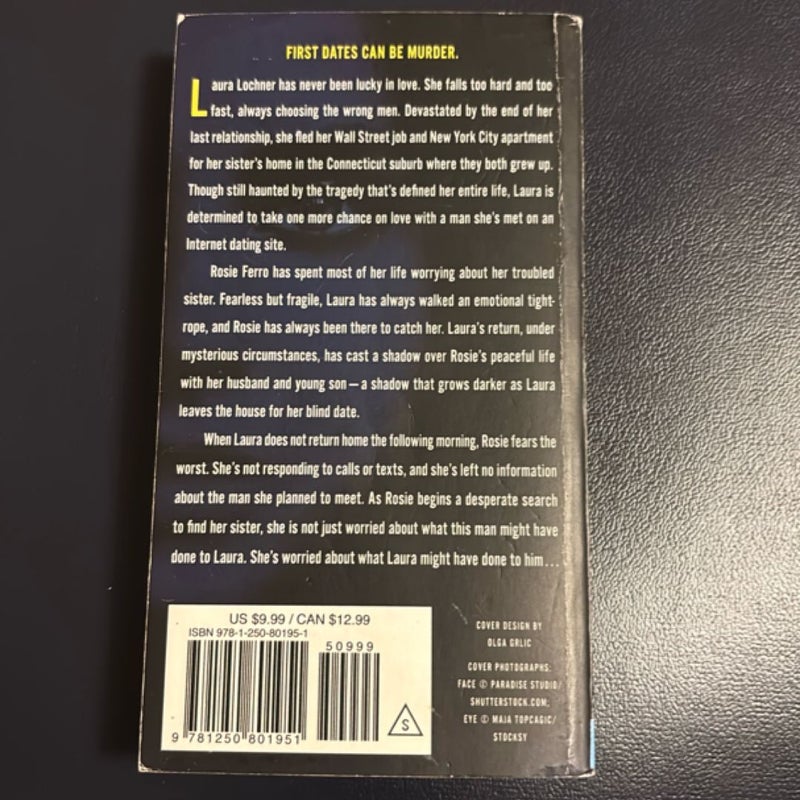 FIRST DATES CAN BE MURDER.
Laura Lochner has never been lucky in love. She falls too hard and too
fast, always choosing the wrong men. Devastated by the end of her
last relationship, she fled her Wall Street job and New York City apartment
for her sister's home in the Connecticut suburb where they both grew up.
Though still haunted by the tragedy that's defined her entire life, Laura is
determined to take one more chance on love with a man she's met on an
Internet dating site.
Rosie Ferro has spent most of her life worrying about her troubled
sister. Fearless but fragile, Laura has always walked an emotional tight-
rope, and Rosie has always been there to catch her. Laura's return, under
mysterious circumstances, has cast a shadow over Rosie's peaceful life
with her husband and young son—a shadow that grows darker as Laura
leaves the house for her blind date.
When Laura does not return home the following morning, Rosie fears the
worst. She's not responding to calls or texts, and she's left no information
about the man she planned to meet. As Rosie begins a desperate search
to find her sister, she is not just worried about what this man might have
done to Laura. She's worried about what Laura might have done to him...
US $9.99 / CAN $12.99
ISBN 978-1-250-80195-1
50999
9 781250 801951
S
COVER DESIGN BY
OLGA GRLIC
COVER PHOTOGRAPHS:
FACE © PARADISE STUDIO/
SHUTTERSTOCK.COM;
EYE © MAJA TOPCAGIC/
STOCKSY